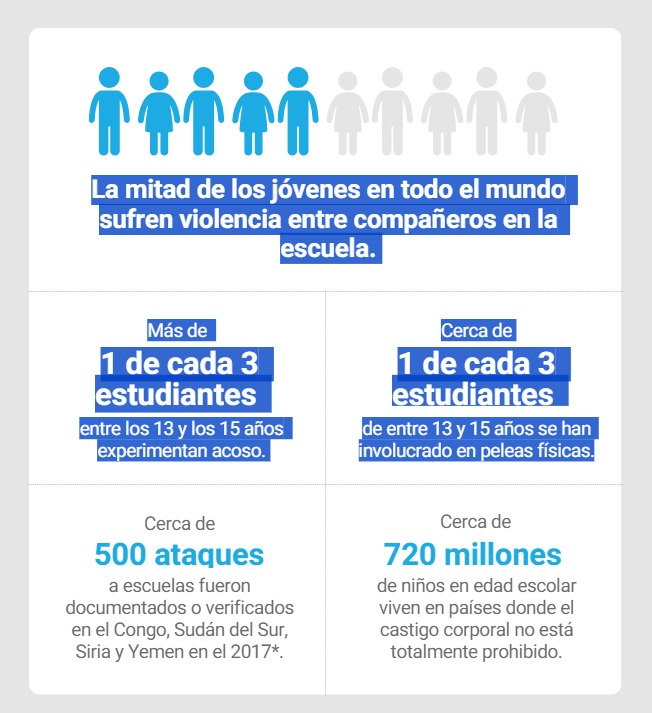 La mitad de los jóvenes en todo el mundo
sufren violencia entre compañeros en la
escuela.
Más de
1 de cada 3
estudiantes
entre los 13 y los 15 años
experimentan acoso.
Cerca de
1 de cada 3
estudiantes
de entre 13 y 15 años se han
involucrado en peleas físicas.
Cerca de
500 ataques
a escuelas fueron
documentados o verificados
en el Congo, Sudán del Sur,
Siria y Yemen en el 2017*.
Cerca de
720 millones
de niños en edad escolar
viven en países donde el
castigo corporal no está
totalmente prohibido.